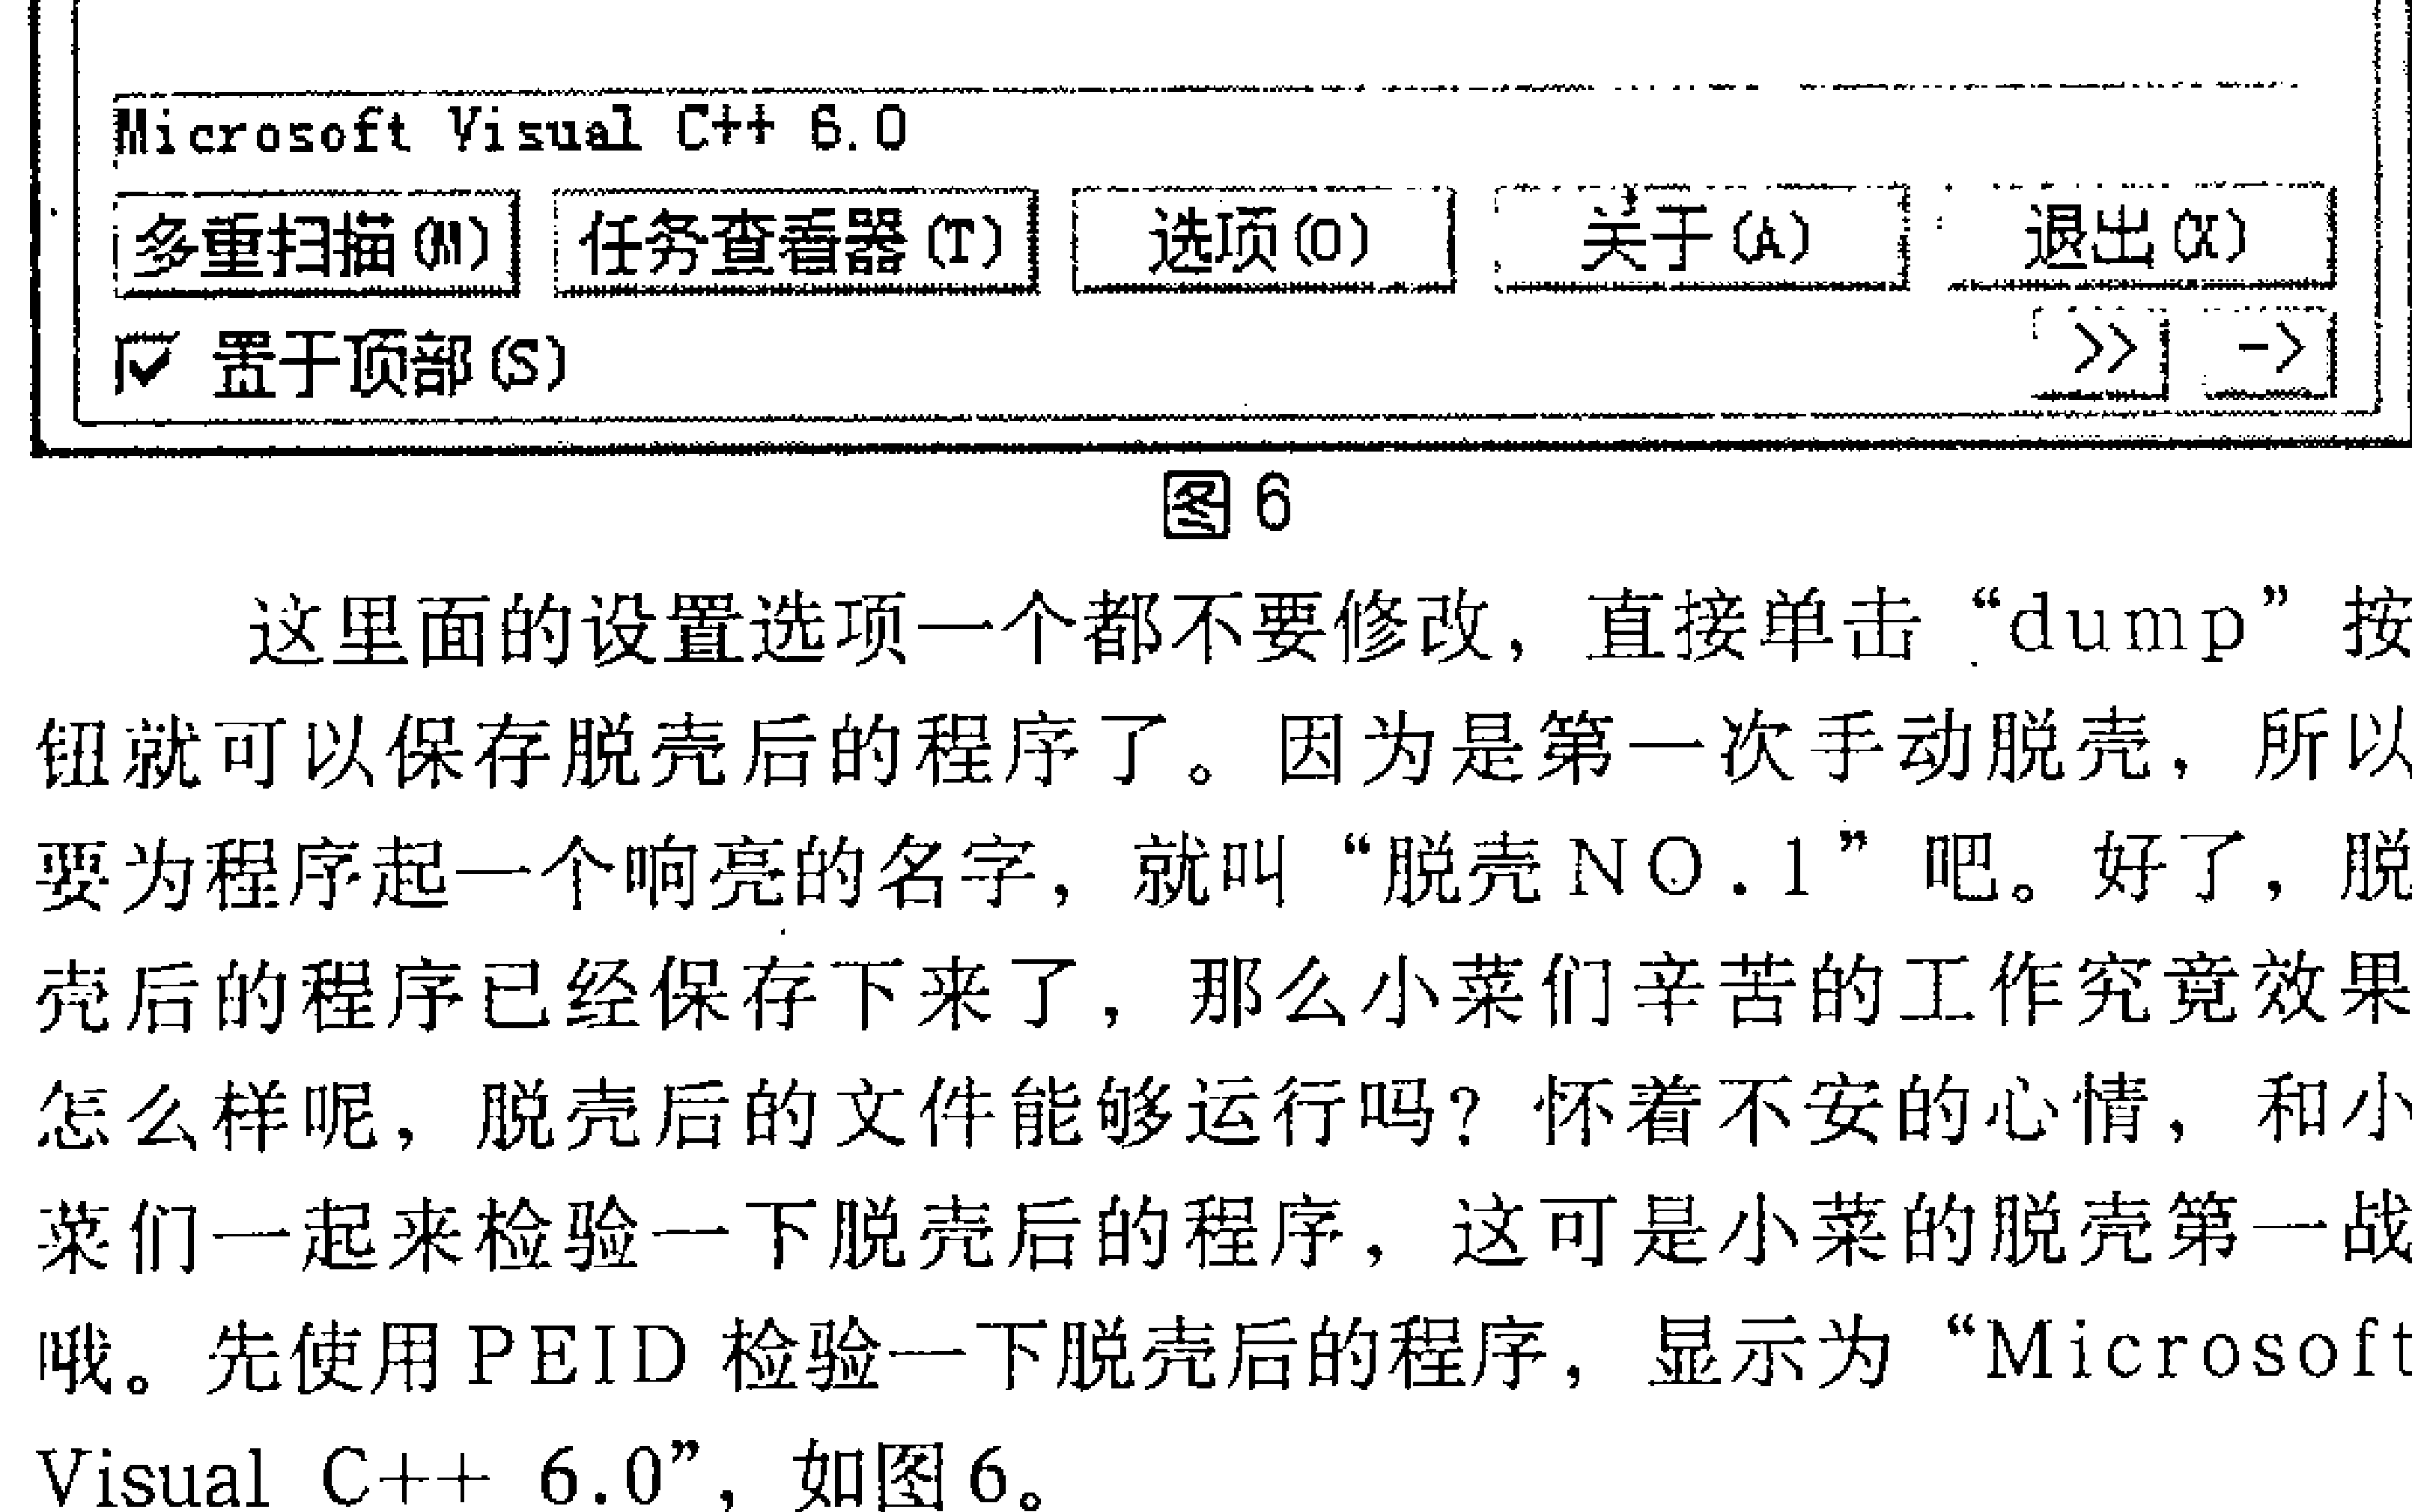 Microsoft Visual C++ 6.0
多重扫描(M) 任务查看器(T) 选项(O) 关于(A) 退出(X)
置于顶部(S) >> ->
图6
这里面的设置选项一个都不要修改，直接单击“dump”按
钮就可以保存脱壳后的程序了。因为是第一次手动脱壳，所以
要为程序起一个响亮的名字，就叫“脱壳NO.1”吧。好了，脱
壳后的程序已经保存下来了，那么小菜们辛苦的工作究竟效果
怎么样呢，脱壳后的文件能够运行吗？怀着不安的心情，和小
菜们一起来检验一下脱壳后的程序，这可是小菜的脱壳第一战
哦。先使用PEID检验一下脱壳后的程序，显示为“Microsoft
Visual C++ 6.0”，如图6。